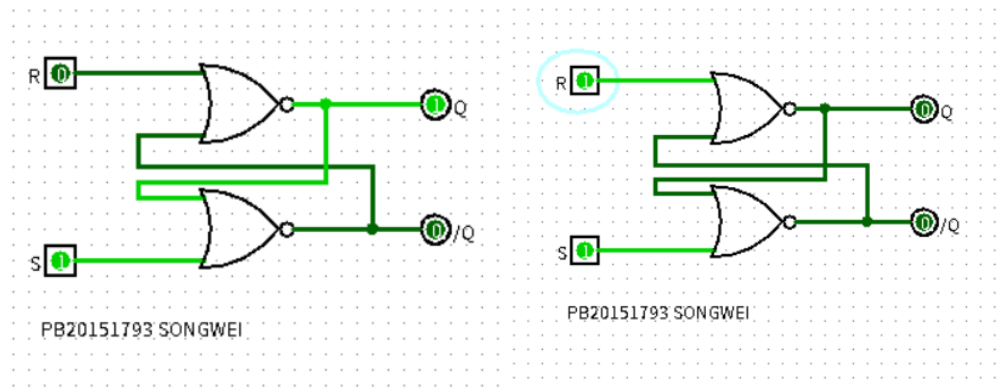 R 0
1 Q
0 /Q
S 1
PB20151793 SONGWEI
R 1
0 Q
0 /Q
S 1
PB20151793 SONGWEI